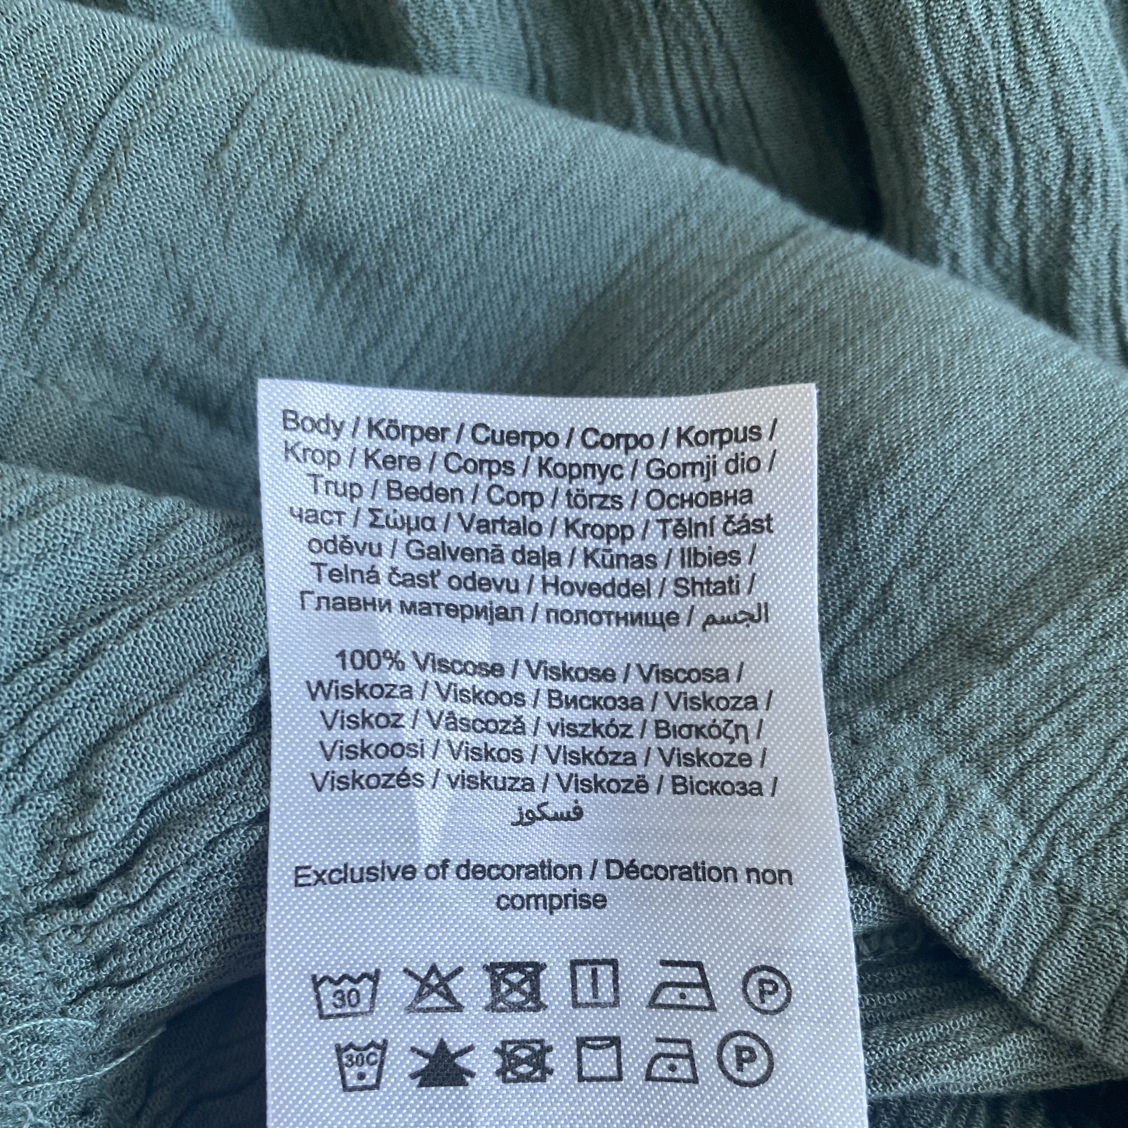 Body / Körper / Cuerpo / Corpo / Korpus /
Krop / Kere / Corps / Корпус / Gornji dio /
Trup / Beden / Corp / törzs / Основна
част / Σώμα / Vartalo / Kropp / Tělní část
oděvu / Galvenā daļa / Kūnas / Ilbies /
Telná časť odevu / Hoveddel / Shtati /
Главни материјал / полотнище / الجسم
100% Viscose / Viskose / Viscosa /
Wiskoza / Viskoos / Вискоза / Viskoza /
Viskoz / Vâscoză / viszkóz / Βισκόζη /
Viskoosi / Viskos / Viskóza / Viskoze /
Viskozés / viskuza / Viskozë / Віскоза /
فسكوز
Exclusive of decoration / Décoration non
comprise
30 P
30C P